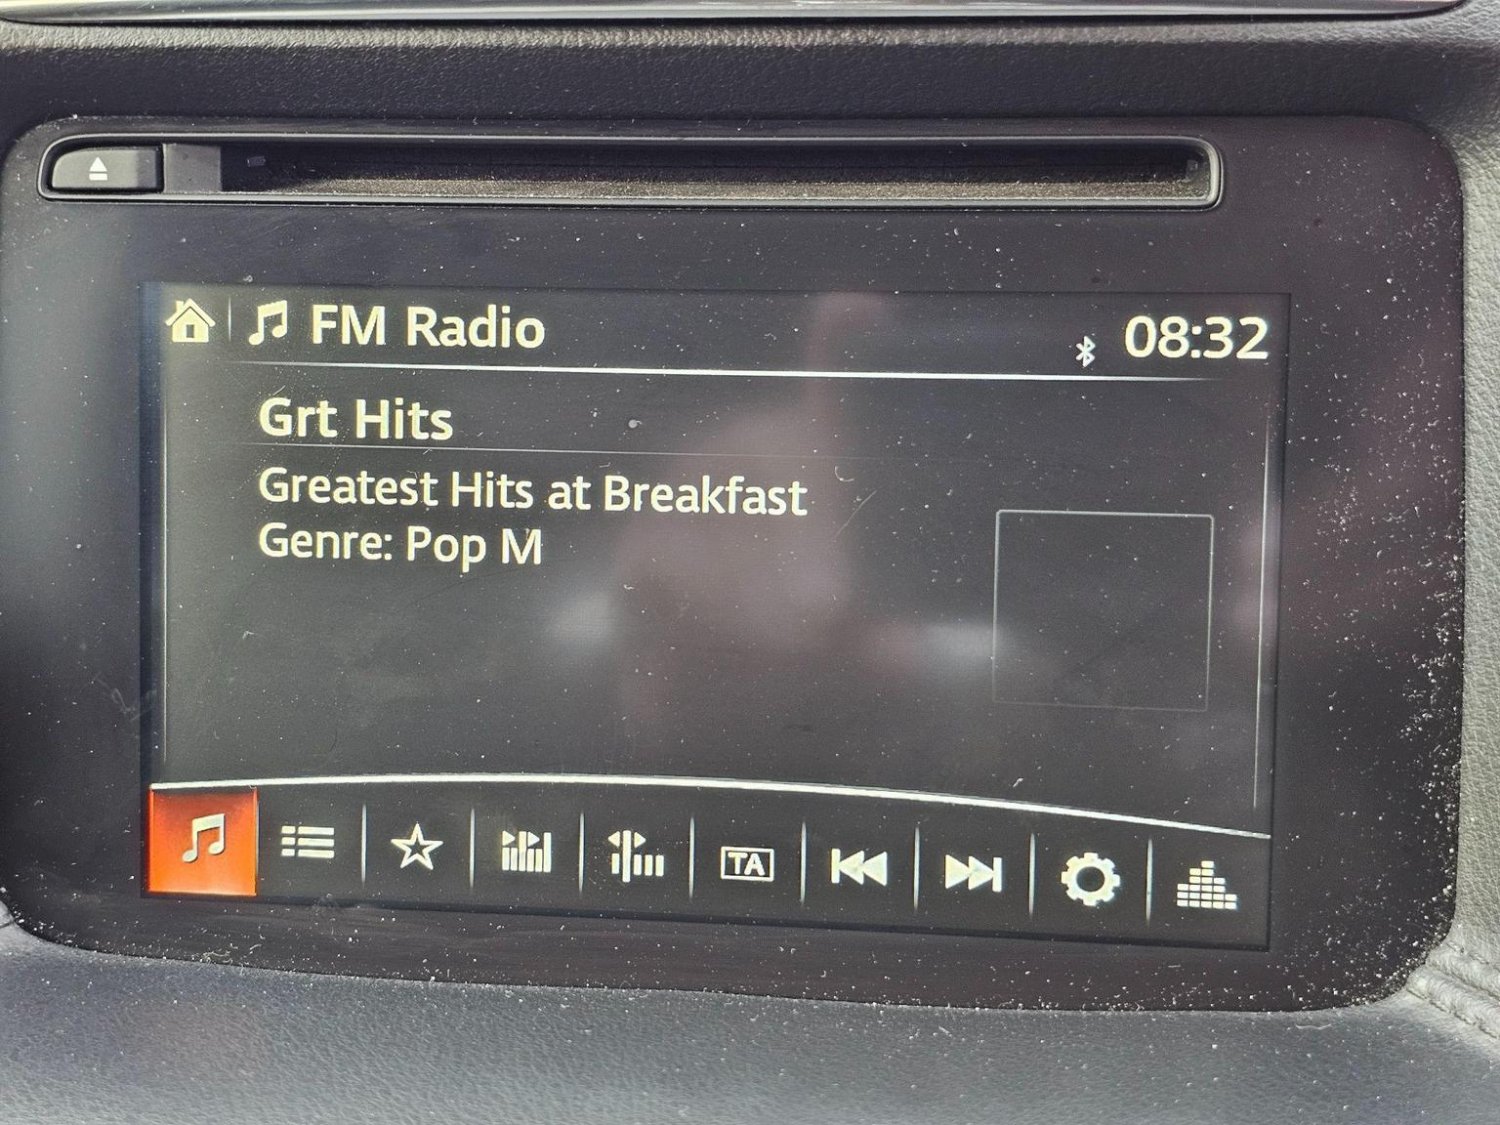 FM Radio
08:32
Grt Hits
Greatest Hits at Breakfast
Genre: Pop M
TA